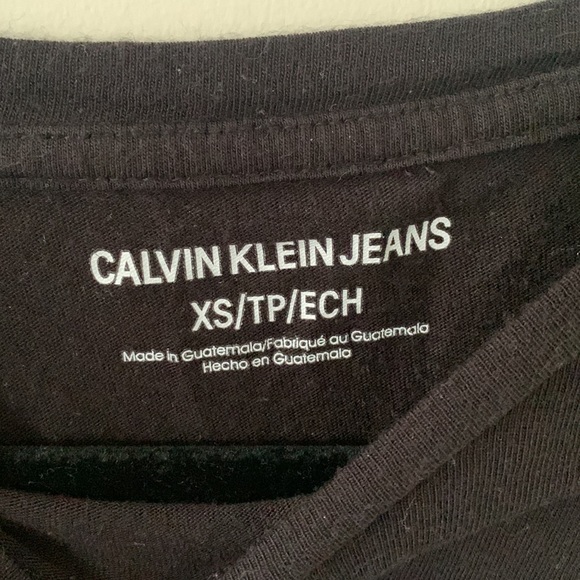 CALVIN KLEIN JEANS
XS/TP/ECH
Made in Guatemala/Fabriqué au Guatemala
Hecho en Guatemala